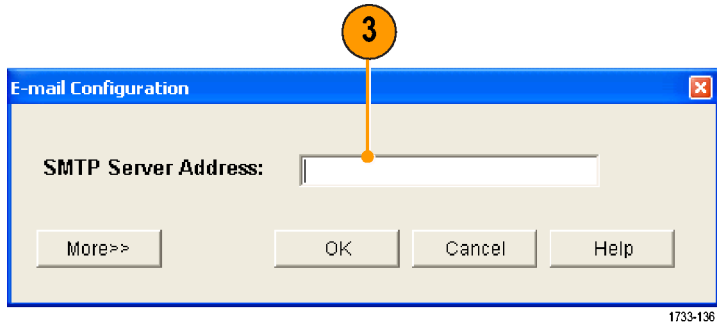 3
E-mail Configuration
SMTP Server Address:
More>> OK Cancel Help
1733-136